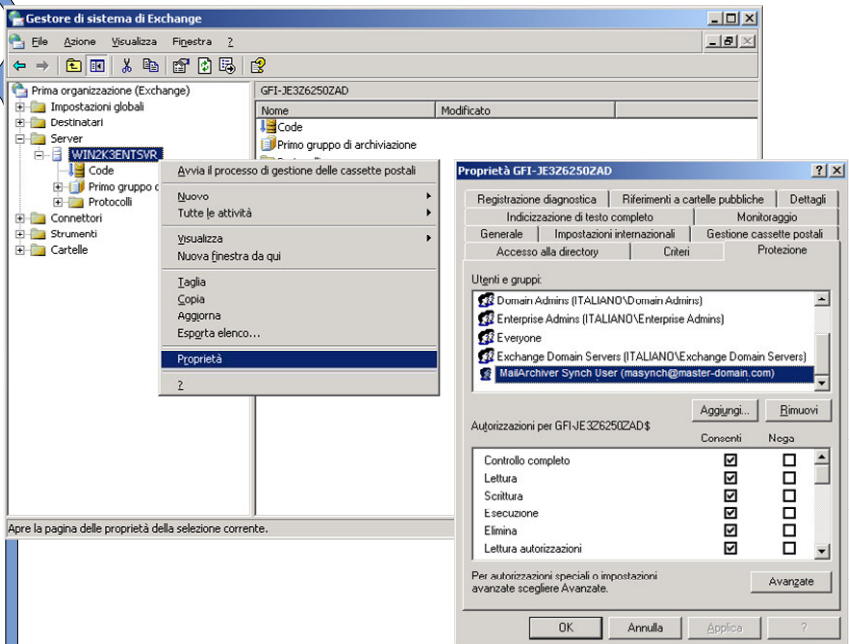 Gestore di sistema di Exchange
File Azione Visualizza Finestra ?
Prima organizzazione (Exchange)
Impostazioni globali
Destinatari
Server
WIN2K3ENTSVR
Code
Primo gruppo d
Protocolli
Connettori
Strumenti
Cartelle
GFI-JE3Z6250ZAD
Nome Modificato
Code
Primo gruppo di archiviazione
Avvia il processo di gestione delle cassette postali
Nuovo
Tutte le attività
Visualizza
Nuova finestra da qui
Taglia
Copia
Aggiorna
Esporta elenco...
Proprietà
?
Apre la pagina delle proprietà della selezione corrente.
Proprietà GFI-JE3Z6250ZAD
Registrazione diagnostica Riferimenti a cartelle pubbliche Dettagli
Indicizzazione di testo completo Monitoraggio
Generale Impostazioni internazionali Gestione cassette postali
Accesso alla directory Criteri Protezione
Utenti e gruppi:
Domain Admins (ITALIANO\Domain Admins)
Enterprise Admins (ITALIANO\Enterprise Admins)
Everyone
Exchange Domain Servers (ITALIANO\Exchange Domain Servers)
MailArchiver Synch User (masynch@master-domain.com)
Aggiungi... Rimuovi
Autorizzazioni per GFI-JE3Z6250ZAD$
Consenti Nega
Controllo completo
Lettura
Scrittura
Esecuzione
Elimina
Lettura autorizzazioni
Per autorizzazioni speciali o impostazioni
avanzate scegliere Avanzate.
Avanzate
OK Annulla Applica ?